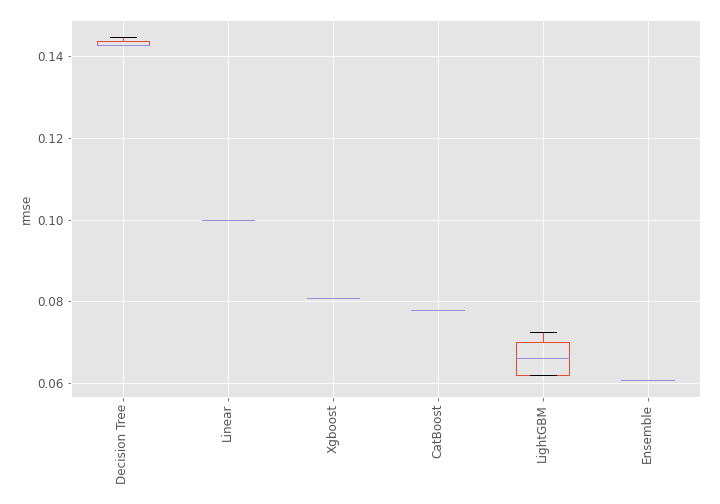 0.14
0.12
0.10
0.08
0.06
rmse
Decision Tree
Linear
Xgboost
CatBoost
LightGBM
Ensemble